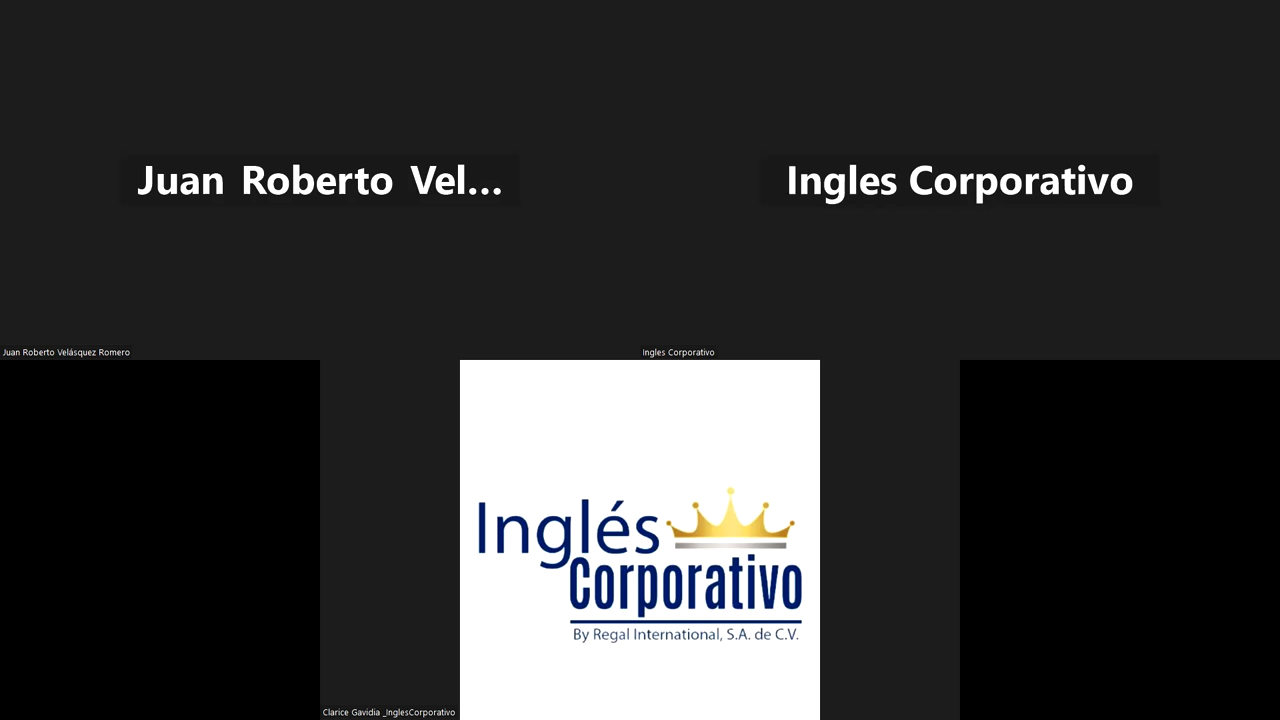 Juan Roberto Vel...
Ingles Corporativo
Juan Roberto Velásquez Romero
Ingles Corporativo
Inglés
Corporativo
By Regal International, S.A. de C.V.
Clarice Gavidia _InglesCorporativo